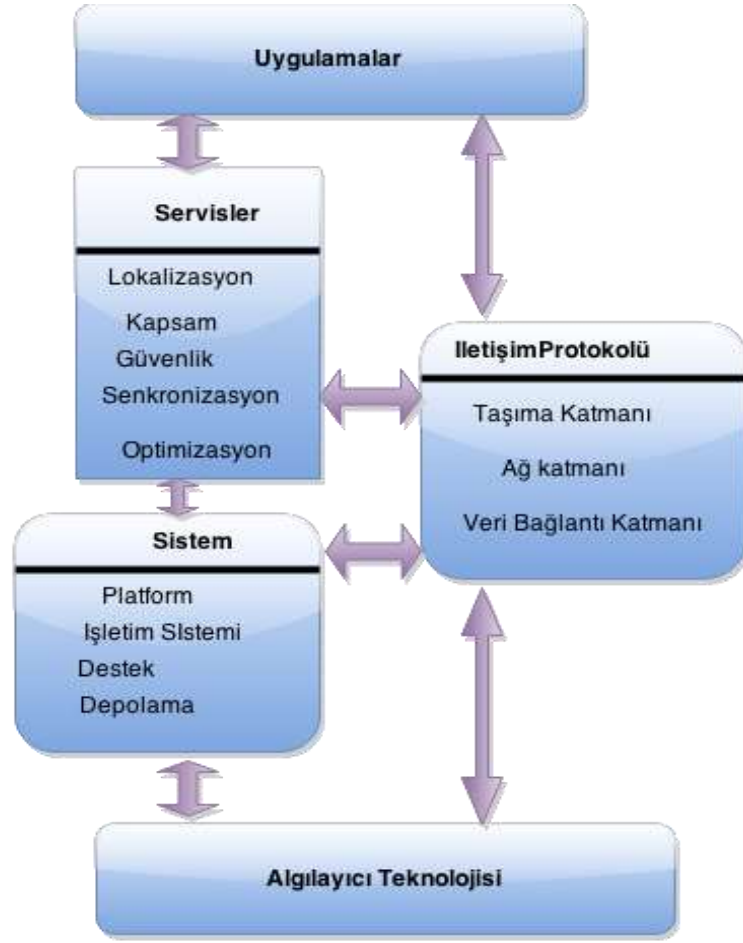 Uygulamalar
Servisler
Lokalizasyon
Kapsam
Güvenlik
Senkronizasyon
Optimizasyon
IletişimProtokolü
Taşıma Katmanı
Ağ katmanı
Veri Bağlantı Katmanı
Sistem
Platform
Işletim SIstemi
Destek
Depolama
Algılayıcı Teknolojisi